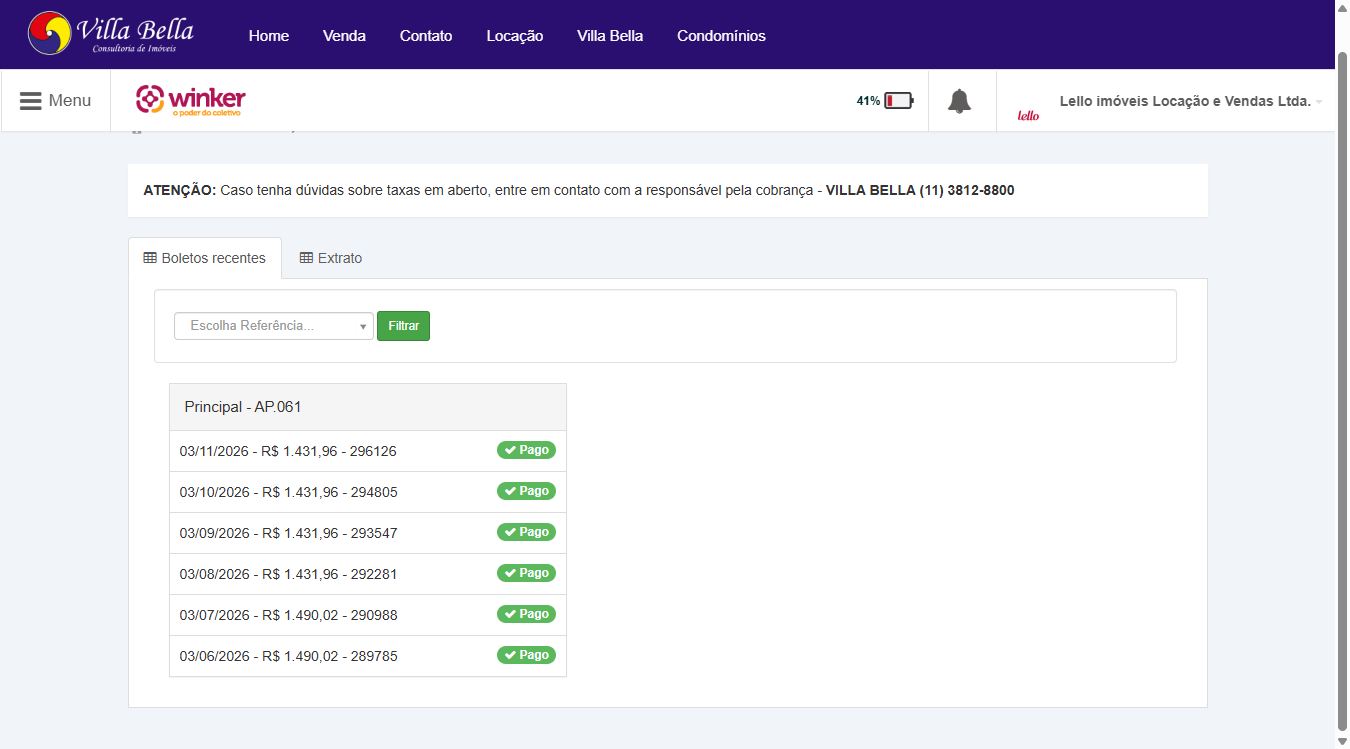 Villa Bella
Consultoria de Imóveis
Home Venda Contato Locação Villa Bella Condomínios
Menu
winker
o poder do coletivo
41%
lello
Lello imóveis Locação e Vendas Ltda.
ATENÇÃO: Caso tenha dúvidas sobre taxas em aberto, entre em contato com a responsável pela cobrança - VILLA BELLA (11) 3812-8800
Boletos recentes
Extrato
Escolha Referência...
Filtrar
Principal - AP.061
03/11/2026 - R$ 1.431,96 - 296126 Pago
03/10/2026 - R$ 1.431,96 - 294805 Pago
03/09/2026 - R$ 1.431,96 - 293547 Pago
03/08/2026 - R$ 1.431,96 - 292281 Pago
03/07/2026 - R$ 1.490,02 - 290988 Pago
03/06/2026 - R$ 1.490,02 - 289785 Pago